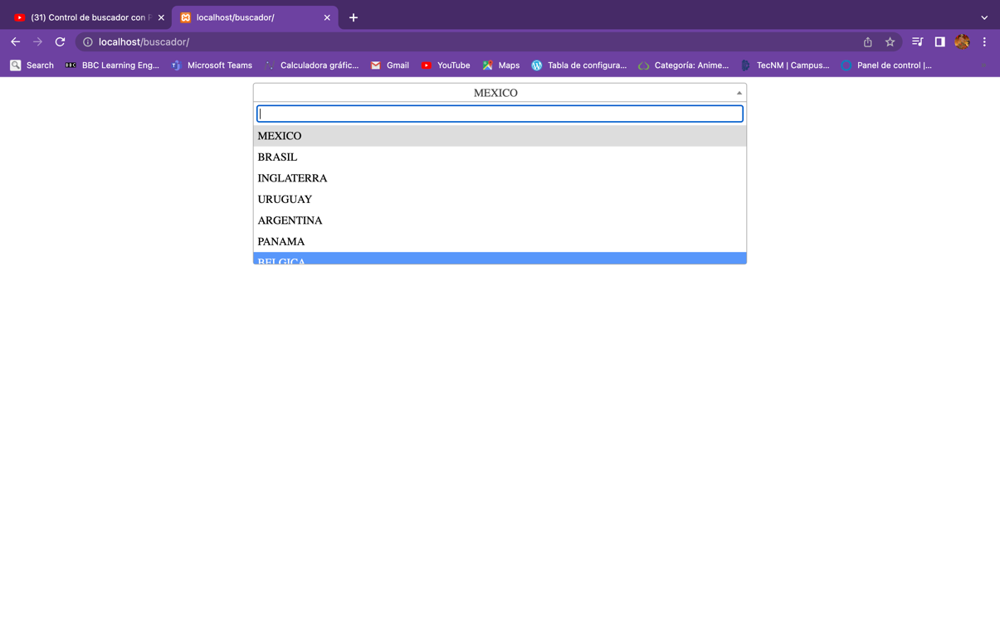 (31) Control de buscador con P
localhost/buscador/
localhost/buscador/
Search
BBC Learning Eng...
Microsoft Teams
Calculadora gráfic...
Gmail
YouTube
Maps
Tabla de configura...
Categoría: Anime...
TecNM | Campus...
Panel de control |...
MEXICO
MEXICO
BRASIL
INGLATERRA
URUGUAY
ARGENTINA
PANAMA
BELGICA